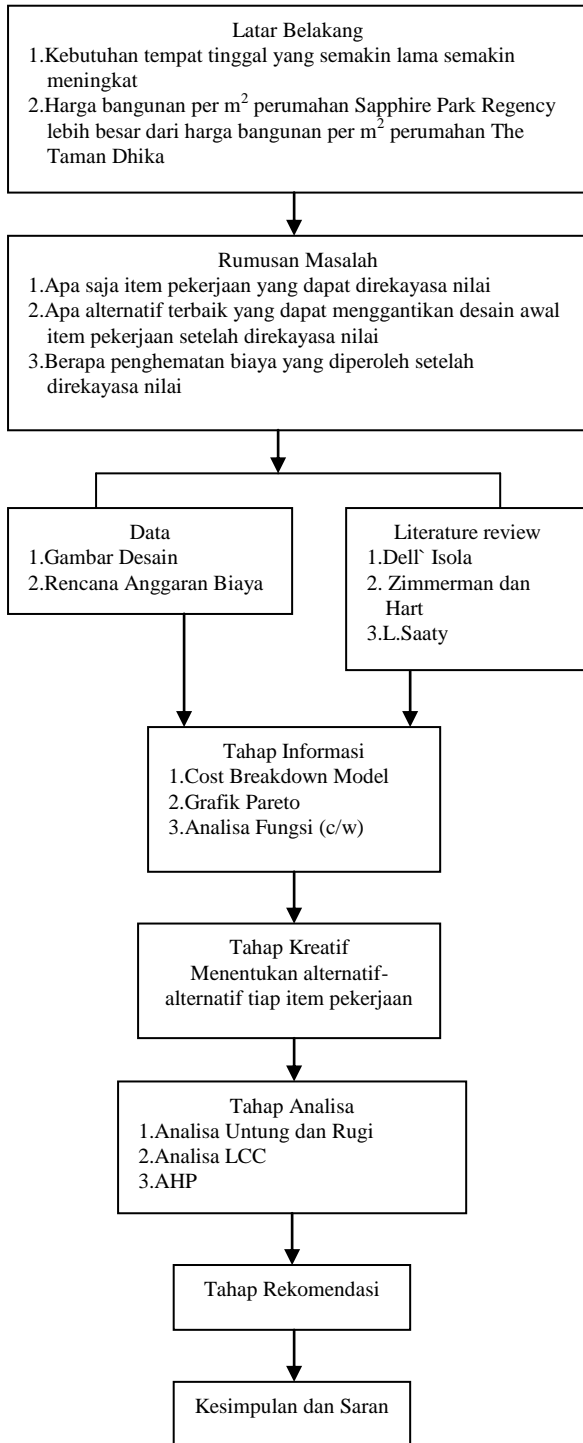 Latar Belakang
1.Kebutuhan tempat tinggal yang semakin lama semakin
meningkat
2.Harga bangunan per m² perumahan Sapphire Park Regency
lebih besar dari harga bangunan per m² perumahan The
Taman Dhika
Rumusan Masalah
1.Apa saja item pekerjaan yang dapat direkayasa nilai
2.Apa alternatif terbaik yang dapat menggantikan desain awal
item pekerjaan setelah direkayasa nilai
3.Berapa penghematan biaya yang diperoleh setelah
direkayasa nilai
Data
1.Gambar Desain
2.Rencana Anggaran Biaya
Literature review
1.Dell` Isola
2. Zimmerman dan
Hart
3.L.Saaty
Tahap Informasi
1.Cost Breakdown Model
2.Grafik Pareto
3.Analisa Fungsi (c/w)
Tahap Kreatif
Menentukan alternatif-
alternatif tiap item pekerjaan
Tahap Analisa
1.Analisa Untung dan Rugi
2.Analisa LCC
3.AHP
Tahap Rekomendasi
Kesimpulan dan Saran